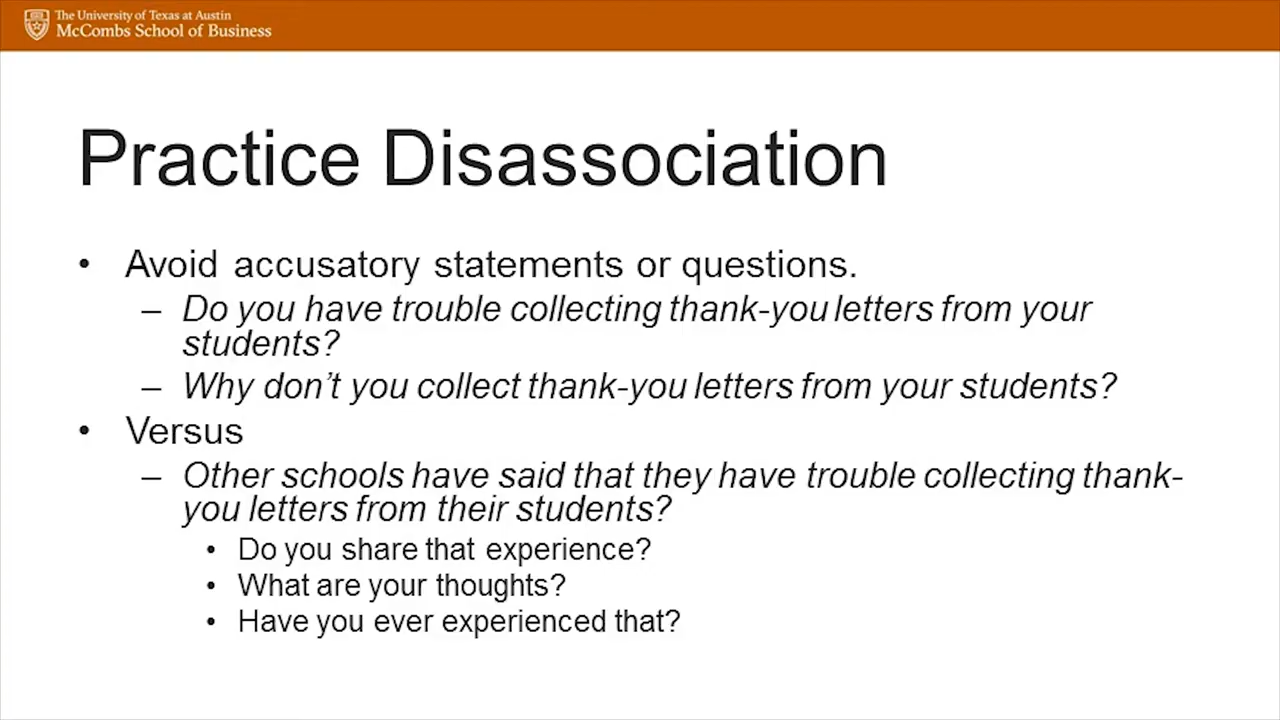 The University of Texas at Austin
McCombs School of Business
Practice Disassociation
• Avoid accusatory statements or questions.
– Do you have trouble collecting thank-you letters from your
students?
– Why don't you collect thank-you letters from your students?
• Versus
– Other schools have said that they have trouble collecting thank-
you letters from their students?
• Do you share that experience?
• What are your thoughts?
• Have you ever experienced that?